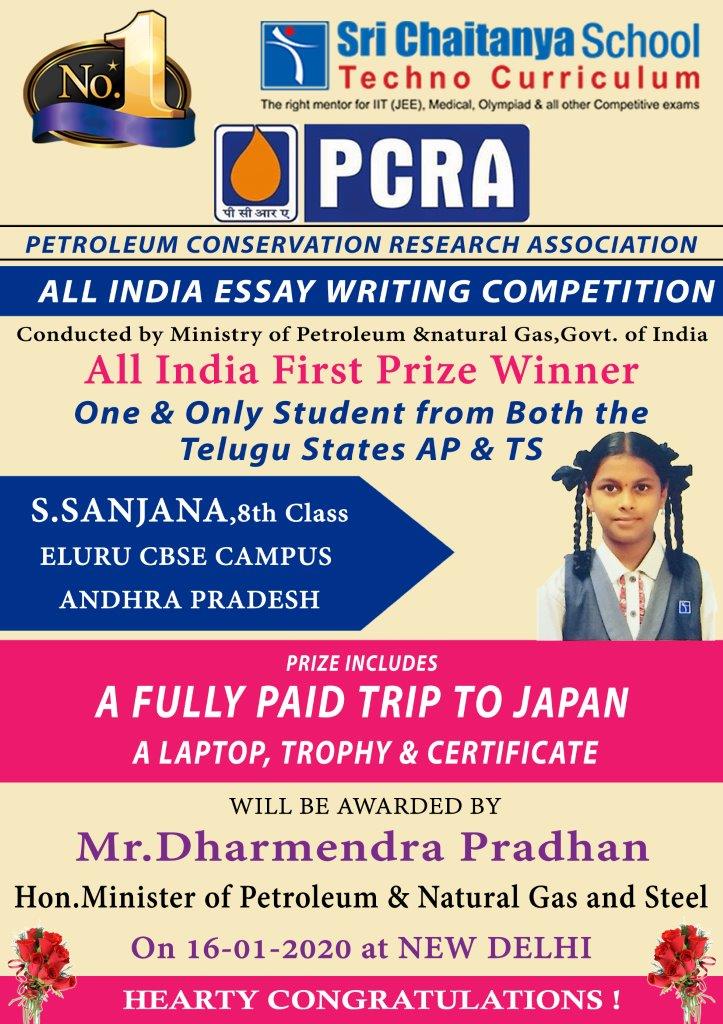 No.1
Sri Chaitanya School
Techno Curriculum
The right mentor for IIT (JEE), Medical, Olympiad & all other Competitive exams
पी सी आर ए
PCRA
PETROLEUM CONSERVATION RESEARCH ASSOCIATION
ALL INDIA ESSAY WRITING COMPETITION
Conducted by Ministry of Petroleum &natural Gas,Govt. of India
All India First Prize Winner
One & Only Student from Both the
Telugu States AP & TS
S.SANJANA,8th Class
ELURU CBSE CAMPUS
ANDHRA PRADESH
PRIZE INCLUDES
A FULLY PAID TRIP TO JAPAN
A LAPTOP, TROPHY & CERTIFICATE
WILL BE AWARDED BY
Mr.Dharmendra Pradhan
Hon.Minister of Petroleum & Natural Gas and Steel
On 16-01-2020 at NEW DELHI
HEARTY CONGRATULATIONS !